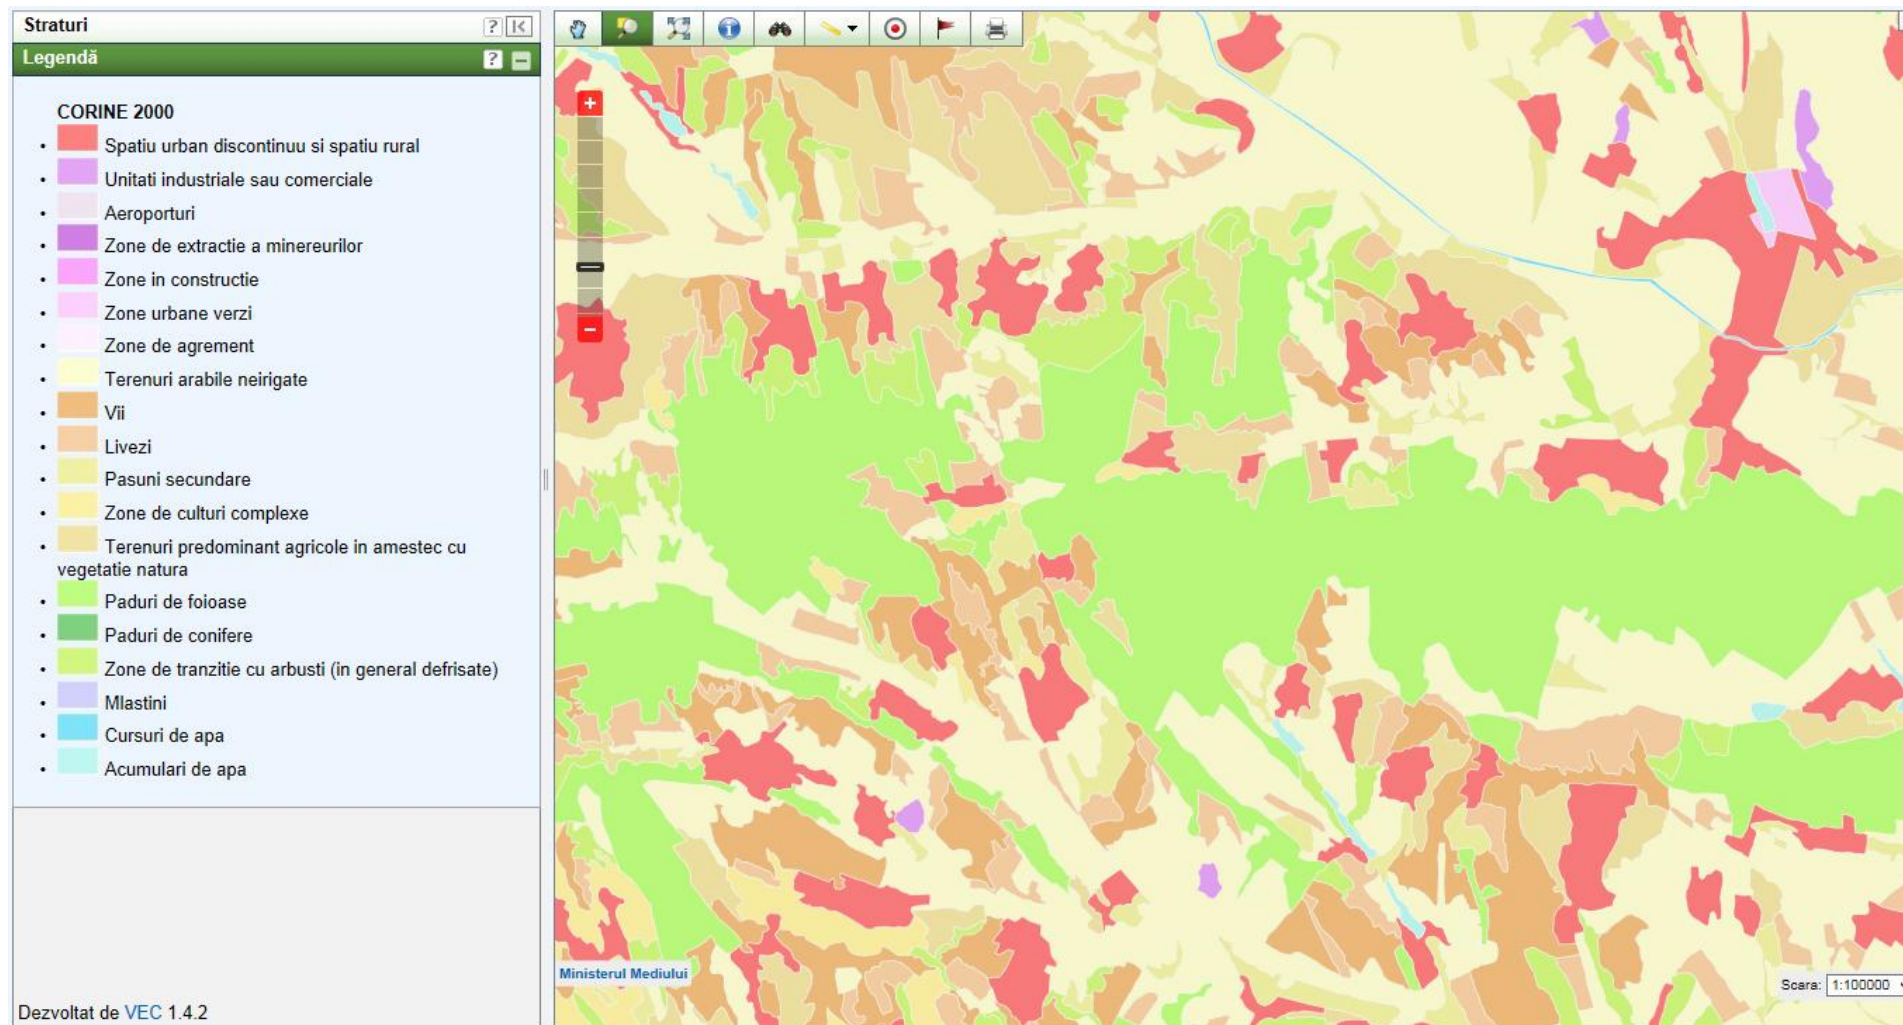 Straturi
Legendă
CORINE 2000
Spatiu urban discontinuu si spatiu rural
Unitati industriale sau comerciale
Aeroporturi
Zone de extractie a minereurilor
Zone in constructie
Zone urbane verzi
Zone de agrement
Terenuri arabile neirigate
Vii
Livezi
Pasuni secundare
Zone de culturi complexe
Terenuri predominant agricole in amestec cu
vegetatie natura
Paduri de foioase
Paduri de conifere
Zone de tranzitie cu arbusti (in general defrisate)
Mlastini
Cursuri de apa
Acumulari de apa
Dezvoltat de VEC 1.4.2
Ministerul Mediului
Scara: 1:100000